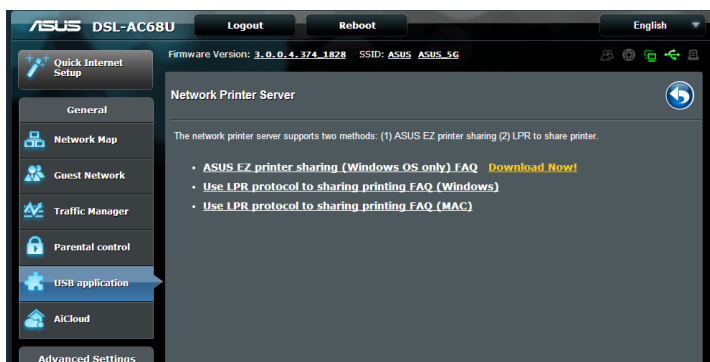 ASUS DSL-AC68U Logout Reboot English
Quick Internet
Setup
Firmware Version: 3.0.0.4.374_1828 SSID: ASUS ASUS_5G
General
Network Map
Guest Network
Traffic Manager
Parental control
USB application
AiCloud
Advanced Settings
Network Printer Server
The network printer server supports two methods: (1) ASUS EZ printer sharing (2) LPR to share printer.
• ASUS EZ printer sharing (Windows OS only) FAQ Download Now!
• Use LPR protocol to sharing printing FAQ (Windows)
• Use LPR protocol to sharing printing FAQ (MAC)